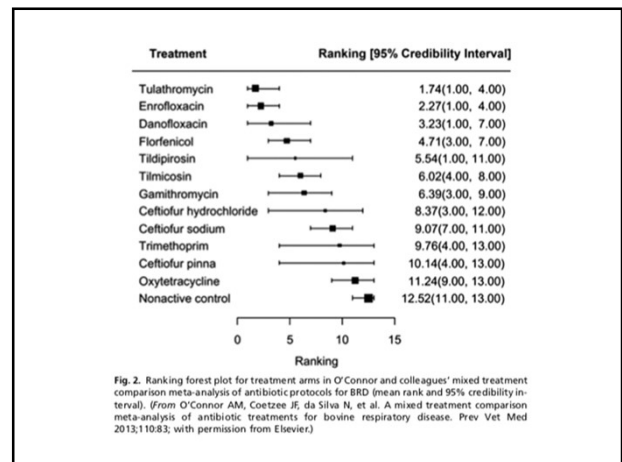 Treatment Ranking [95% Credibility Interval]
Tulathromycin 1.74(1.00, 4.00)
Enrofloxacin 2.27(1.00, 4.00)
Danofloxacin 3.23(1.00, 7.00)
Florfenicol 4.71(3.00, 7.00)
Tildipirosin 5.54(1.00, 11.00)
Tilmicosin 6.02(4.00, 8.00)
Gamithromycin 6.39(3.00, 9.00)
Ceftiofur hydrochloride 8.37(3.00, 12.00)
Ceftiofur sodium 9.07(7.00, 11.00)
Trimethoprim 9.76(4.00, 13.00)
Ceftiofur pinna 10.14(4.00, 13.00)
Oxytetracycline 11.24(9.00, 13.00)
Nonactive control 12.52(11.00, 13.00)
0 5 10 15
Ranking
Fig. 2. Ranking forest plot for treatment arms in O'Connor and colleagues' mixed treatment
comparison meta-analysis of antibiotic protocols for BRD (mean rank and 95% credibility in-
terval). (From O'Connor AM, Coetzee JF, da Silva N, et al. A mixed treatment comparison
meta-analysis of antibiotic treatments for bovine respiratory disease. Prev Vet Med
2013;110:83; with permission from Elsevier.)